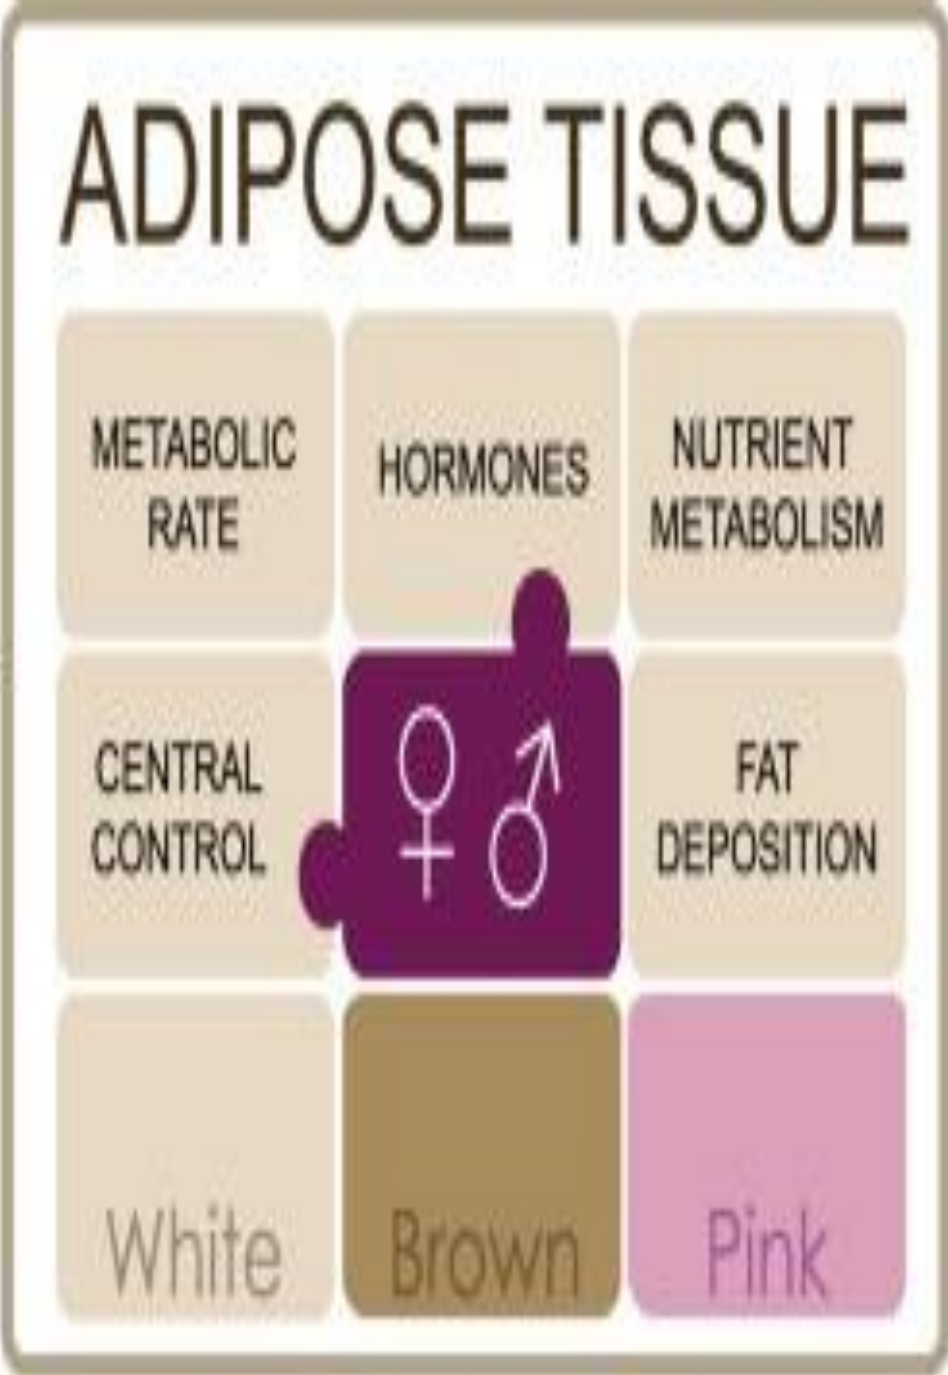 ADIPOSE TISSUE
METABOLIC
RATE
HORMONES
NUTRIENT
METABOLISM
CENTRAL
CONTROL
FAT
DEPOSITION
White
Brown
Pink